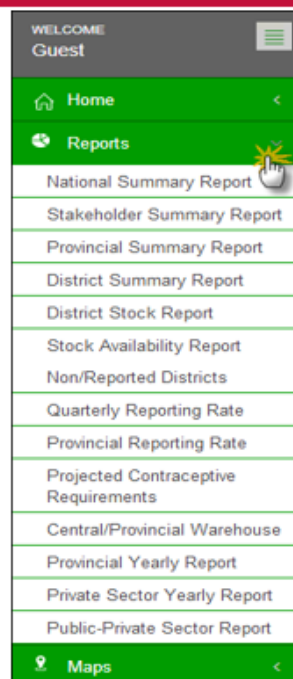 WELCOME
Guest
Home
Reports
National Summary Report
Stakeholder Summary Report
Provincial Summary Report
District Summary Report
District Stock Report
Stock Availability Report
Non/Reported Districts
Quarterly Reporting Rate
Provincial Reporting Rate
Projected Contraceptive
Requirements
Central/Provincial Warehouse
Provincial Yearly Report
Private Sector Yearly Report
Public-Private Sector Report
Maps